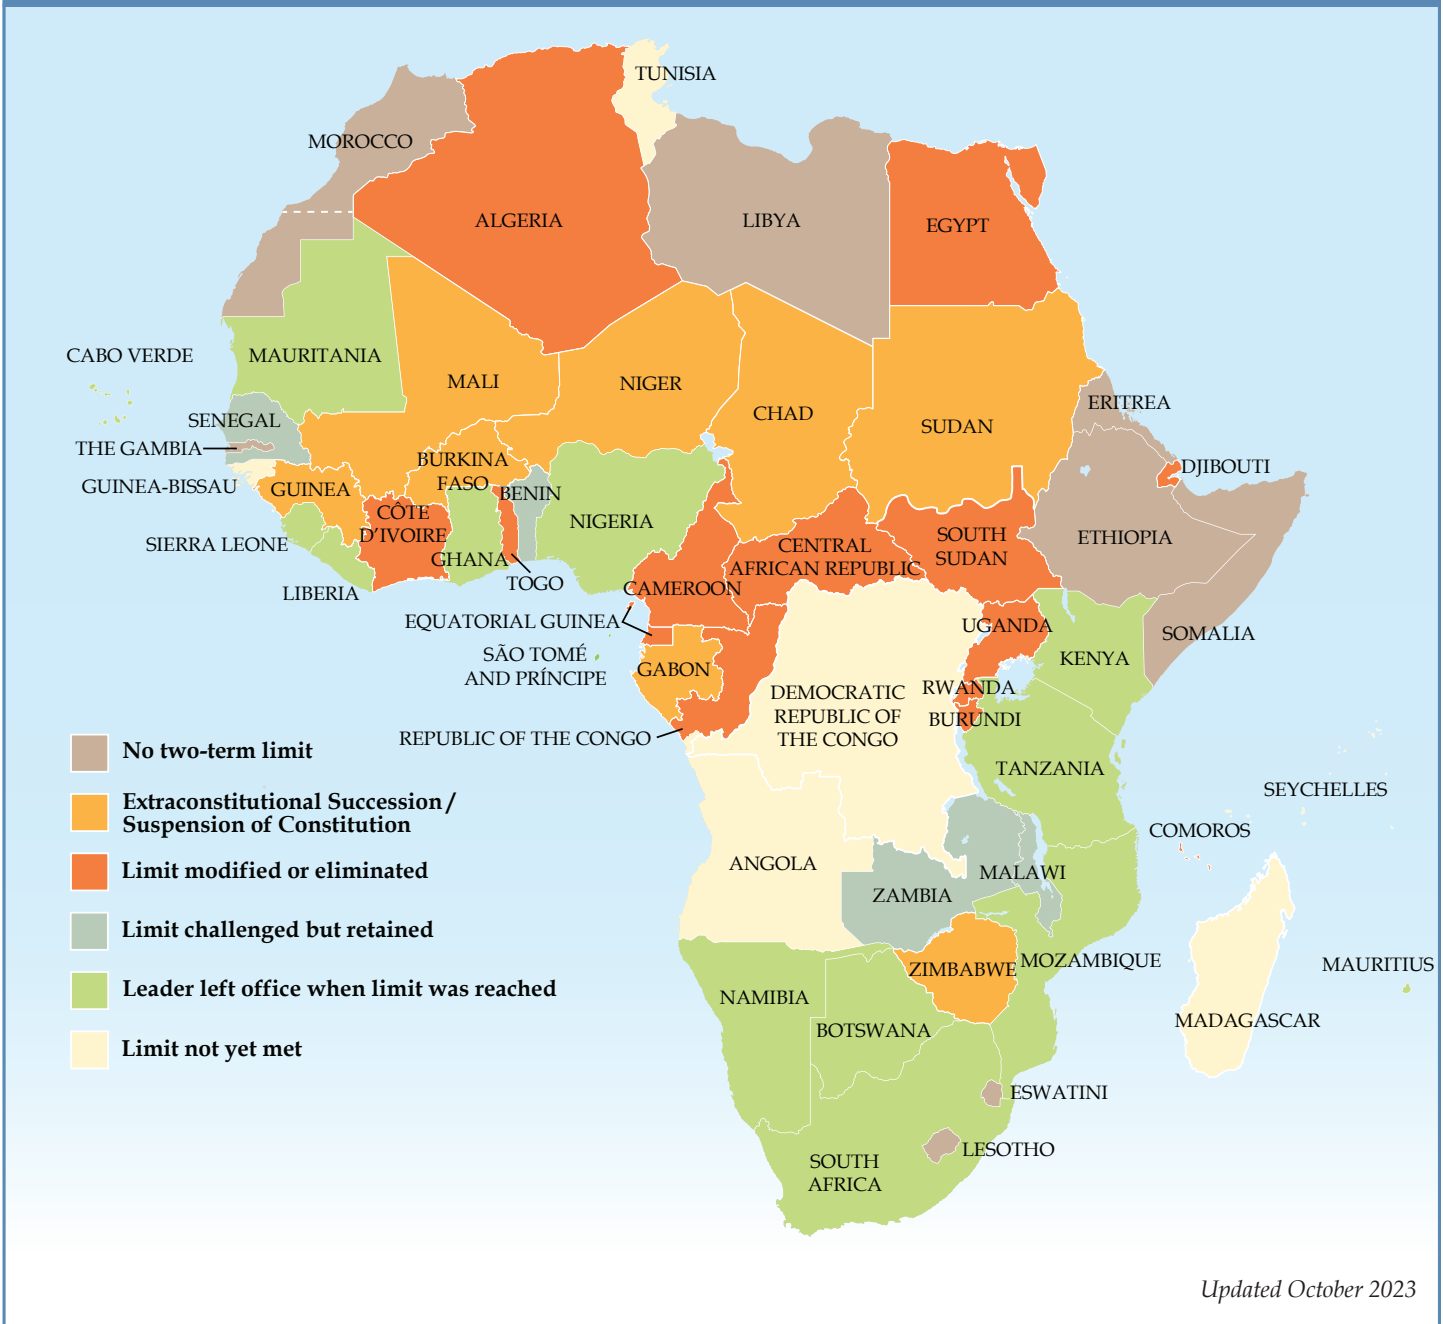 TUNISIA
MOROCCO
ALGERIA
LIBYA
EGYPT
CABO VERDE
MAURITANIA
MALI
NIGER
CHAD
SUDAN
ERITREA
SENEGAL
THE GAMBIA
GUINEA-BISSAU
GUINEA
BURKINA
FASO
BENIN
DJIBOUTI
CÔTE
D'IVOIRE
NIGERIA
SIERRA LEONE
GHANA
TOGO
LIBERIA
CENTRAL
AFRICAN REPUBLIC
SOUTH
SUDAN
ETHIOPIA
CAMEROON
EQUATORIAL GUINEA
UGANDA
SOMALIA
SÃO TOMÉ
AND PRÍNCIPE
GABON
KENYA
RWANDA
BURUNDI
DEMOCRATIC
REPUBLIC OF
THE CONGO
REPUBLIC OF THE CONGO
TANZANIA
SEYCHELLES
COMOROS
ANGOLA
ZAMBIA
MALAWI
ZIMBABWE
MOZAMBIQUE
MAURITIUS
NAMIBIA
BOTSWANA
MADAGASCAR
ESWATINI
LESOTHO
SOUTH
AFRICA
No two-term limit
Extraconstitutional Succession/
Suspension of Constitution
Limit modified or eliminated
Limit challenged but retained
Leader left office when limit was reached
Limit not yet met
Updated October 2023